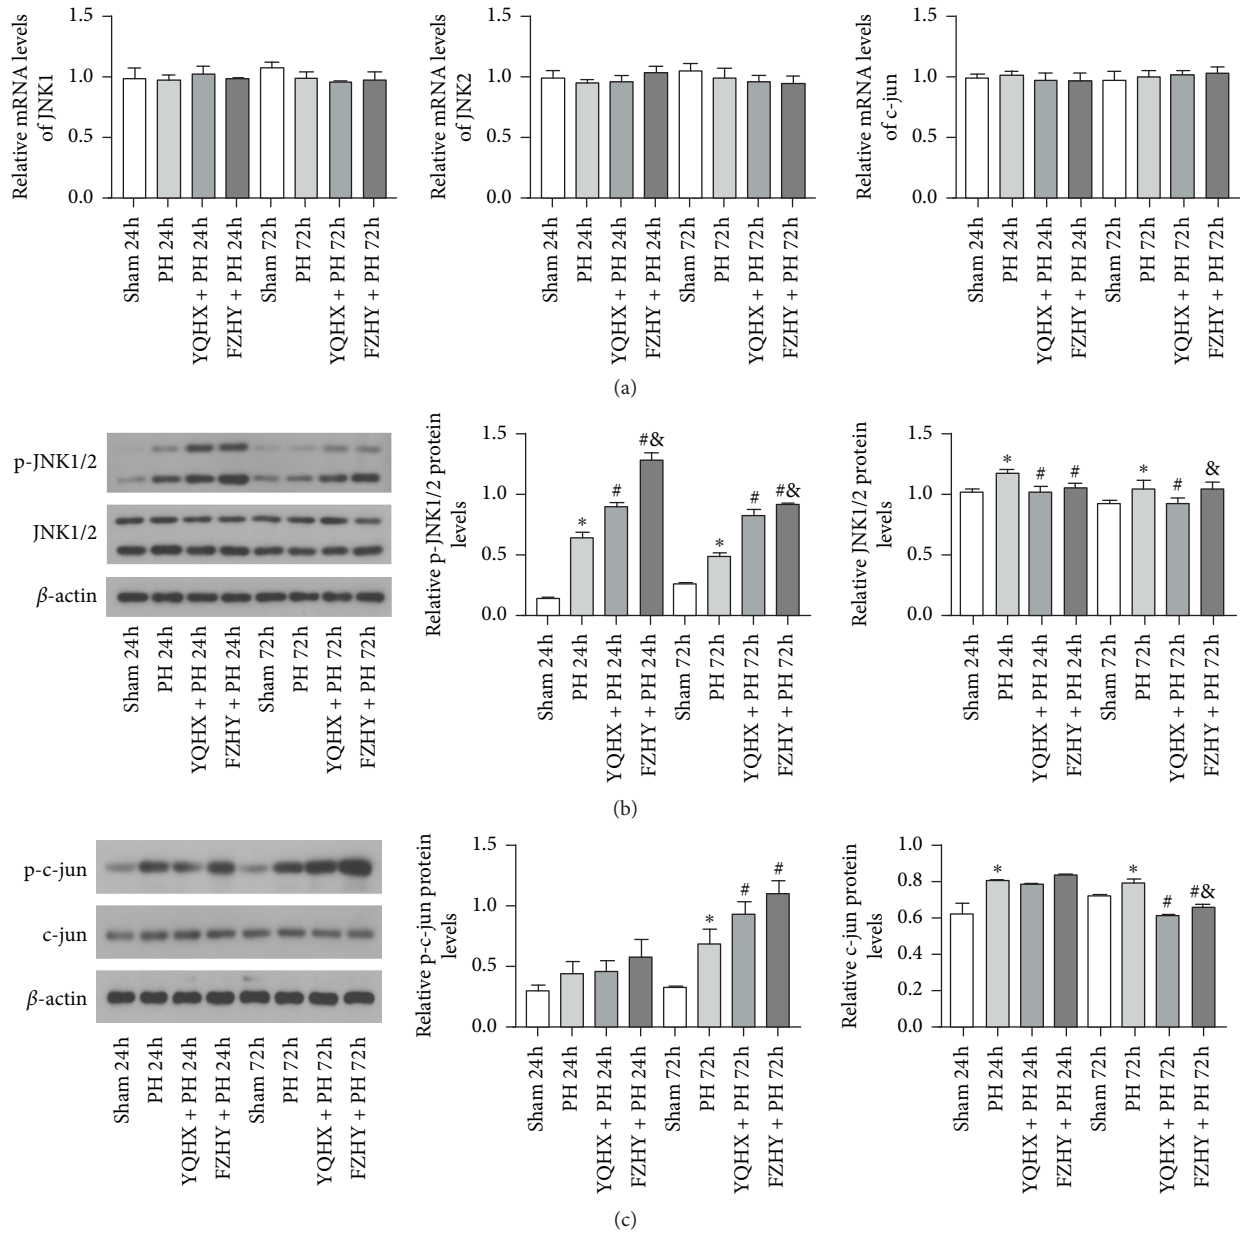 Relative mRNA levels
of JNK1
1.5
1.0
0.5
0.0
Sham 24h
PH 24h
YQHX + PH 24h
FZHY + PH 24h
Sham 72h
PH 72h
YQHX + PH 72h
FZHY + PH 72h
Relative mRNA levels
of JNK2
1.5
1.0
0.5
0.0
Sham 24h
PH 24h
YQHX + PH 24h
FZHY + PH 24h
Sham 72h
PH 72h
YQHX + PH 72h
FZHY + PH 72h
Relative mRNA levels
of c-jun
1.5
1.0
0.5
0.0
Sham 24h
PH 24h
YQHX + PH 24h
FZHY + PH 24h
Sham 72h
PH 72h
YQHX + PH 72h
FZHY + PH 72h
(a)
p-JNK1/2
JNK1/2
β-actin
Sham 24h
PH 24h
YQHX + PH 24h
FZHY + PH 24h
Sham 72h
PH 72h
YQHX + PH 72h
FZHY + PH 72h
Relative p-JNK1/2 protein
levels
1.5
1.0
0.5
0.0
*
#
#&
*
#
#&
Sham 24h
PH 24h
YQHX + PH 24h
FZHY + PH 24h
Sham 72h
PH 72h
YQHX + PH 72h
FZHY + PH 72h
Relative JNK1/2 protein
levels
1.5
1.0
0.5
0.0
*
#
#
*
#
&
Sham 24h
PH 24h
YQHX + PH 24h
FZHY + PH 24h
Sham 72h
PH 72h
YQHX + PH 72h
FZHY + PH 72h
(b)
p-c-jun
c-jun
β-actin
Sham 24h
PH 24h
YQHX + PH 24h
FZHY + PH 24h
Sham 72h
PH 72h
YQHX + PH 72h
FZHY + PH 72h
Relative p-c-jun protein
levels
1.5
1.0
0.5
0.0
*
#
#
Sham 24h
PH 24h
YQHX + PH 24h
FZHY + PH 24h
Sham 72h
PH 72h
YQHX + PH 72h
FZHY + PH 72h
Relative c-jun protein
levels
1.0
0.8
0.6
0.4
0.2
0.0
*
*
#
#&
Sham 24h
PH 24h
YQHX + PH 24h
FZHY + PH 24h
Sham 72h
PH 72h
YQHX + PH 72h
FZHY + PH 72h
(c)